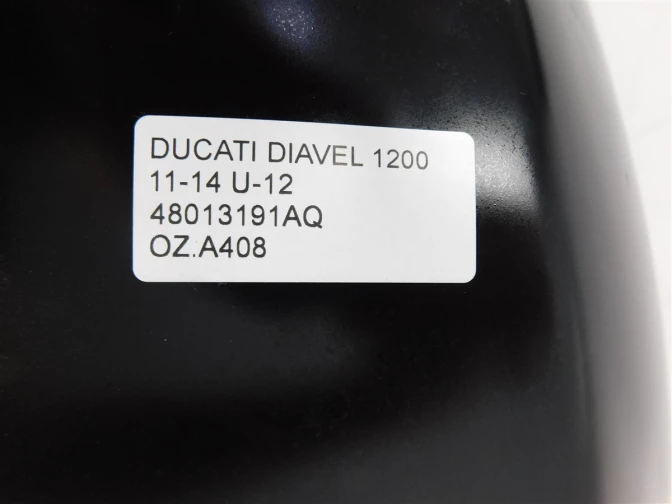 DUCATI DIAVEL 1200
11-14 U-12
48013191AQ
OZ.A408